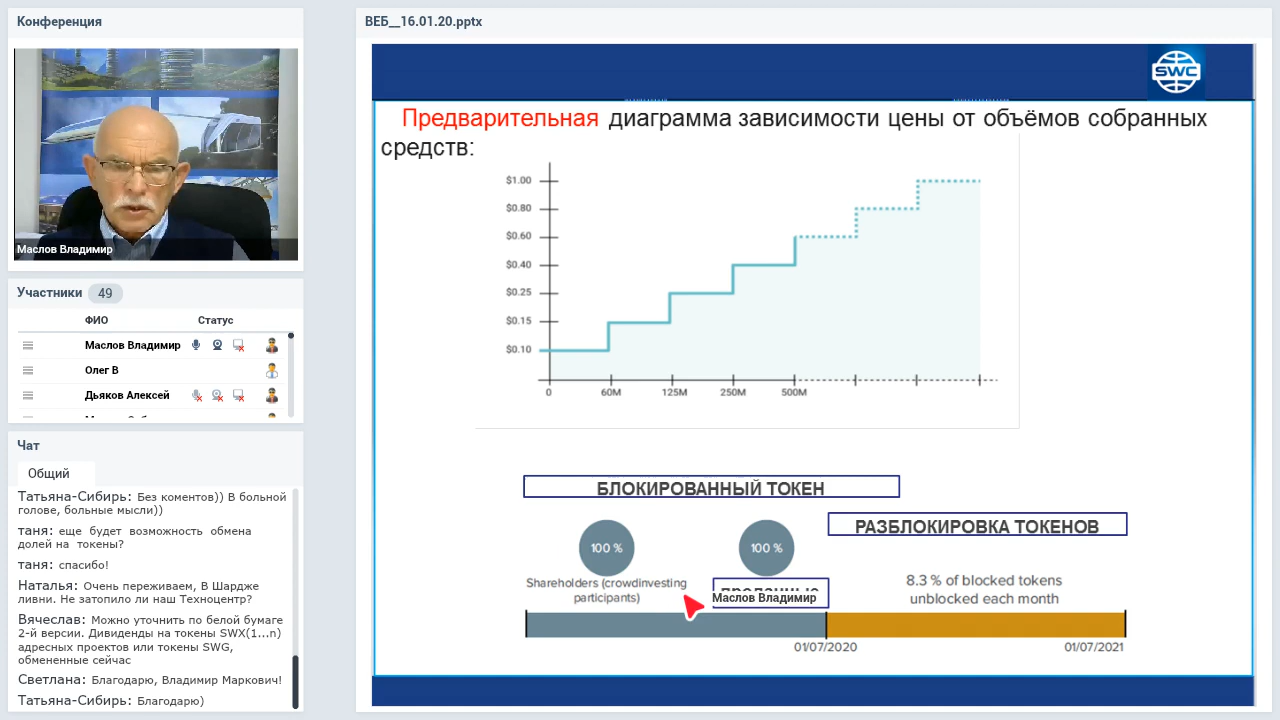 Конференция
Маслов Владимир
Участники 49
ФИО Статус
Маслов Владимир
Олег В
Дьяков Алексей
Чат
Общий
Татьяна-Сибирь: Без коментов)) В больной
голове, больные мысли))
таня: еще будет возможность обмена
долей на токены?
таня: спасибо!
Наталья: Очень переживаем, В Шардже
ливни. Не затопило ли наш Техноцентр?
Вячеслав: Можно уточнить по белой бумаге
2-й версии. Дивиденды на токены SWX(1...n)
адресных проектов или токены SWG,
обмененные сейчас
Светлана: Благодарю, Владимир Маркович!
Татьяна-Сибирь: Благодарю)
ВЕБ__16.01.20.pptx
SWC
Предварительная диаграмма зависимости цены от объёмов собранных
средств:
$1.00
$0.80
$0.60
$0.40
$0.25
$0.15
$0.10
0 60M 125M 250M 500M
БЛОКИРОВАННЫЙ ТОКЕН
РАЗБЛОКИРОВКА ТОКЕНОВ
100 % 100 %
Shareholders (crowdinvesting
participants)
Маслов Владимир
8.3 % of blocked tokens
unblocked each month
01/07/2020 01/07/2021